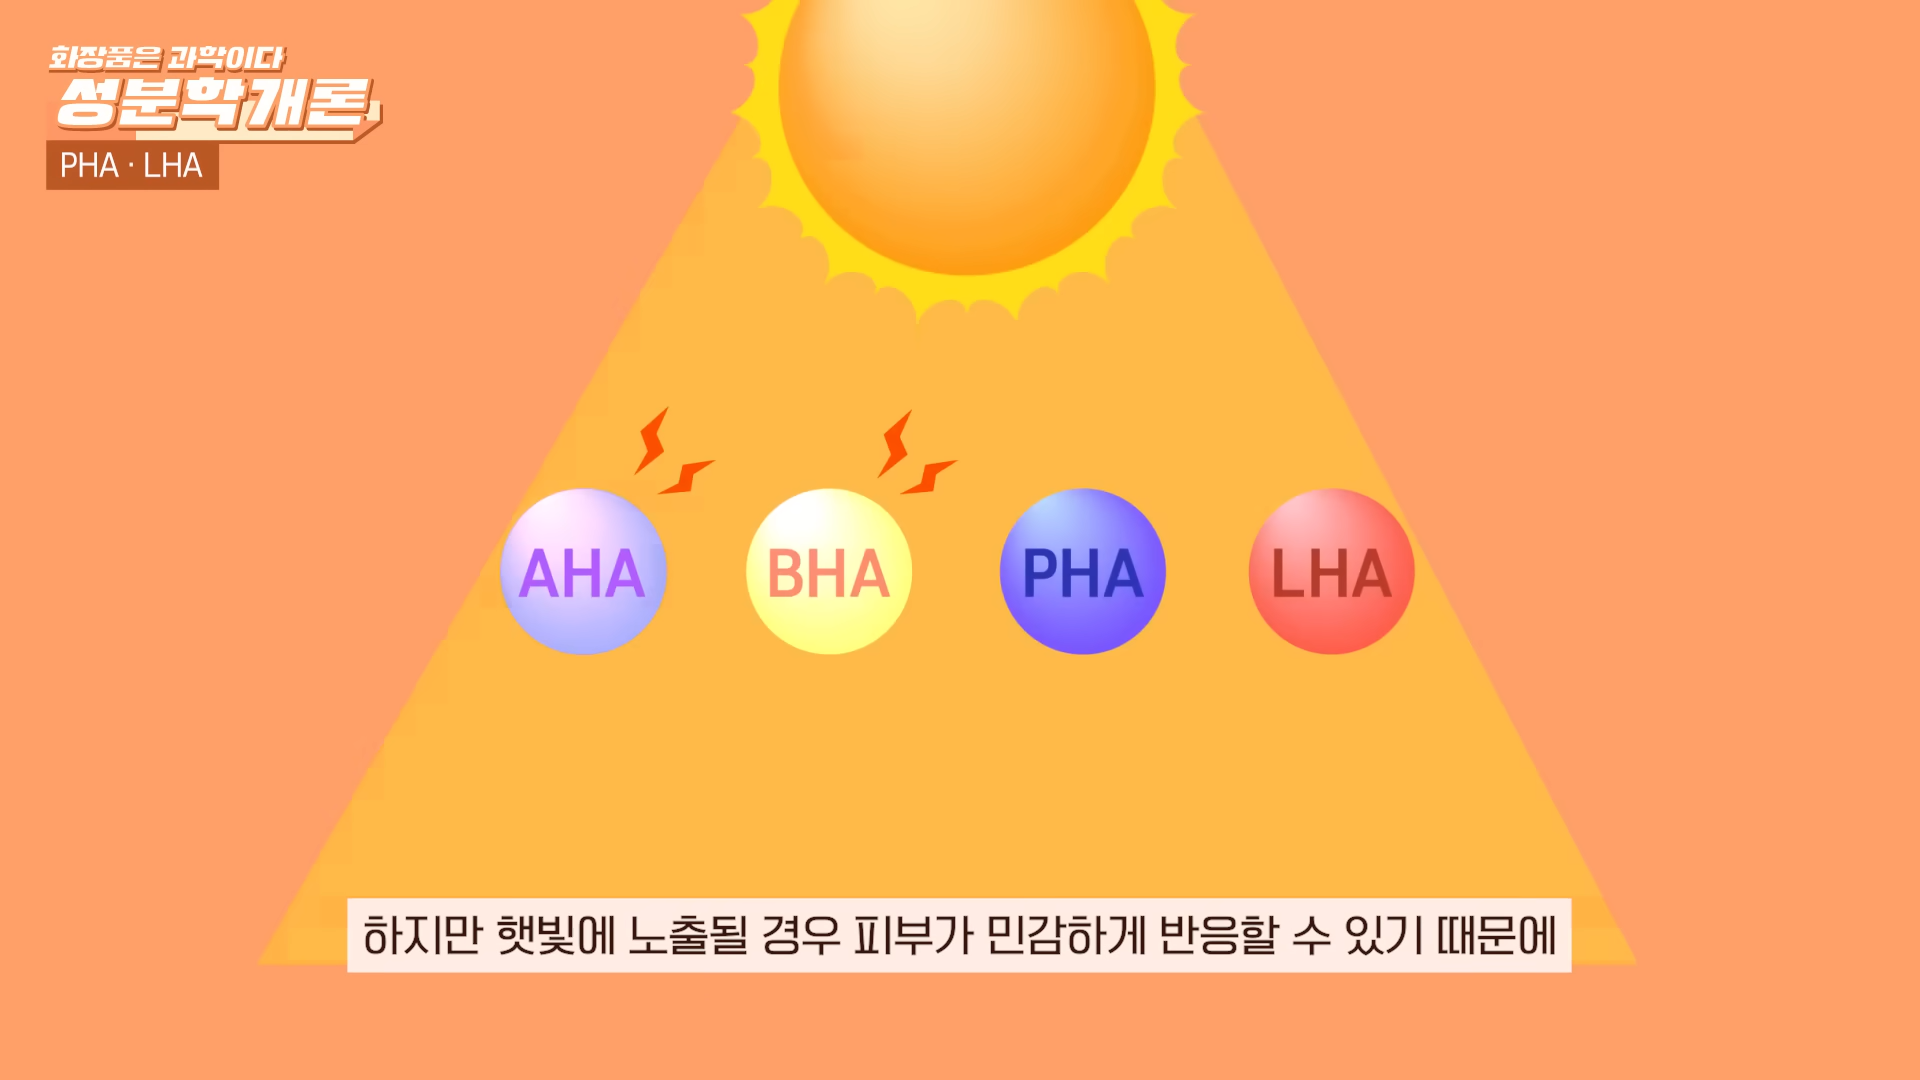 화장품은 과학이다
성분학개론
PHA · LHA
AHA
BHA
PHA
LHA
하지만 햇빛에 노출될 경우 피부가 민감하게 반응할 수 있기 때문에